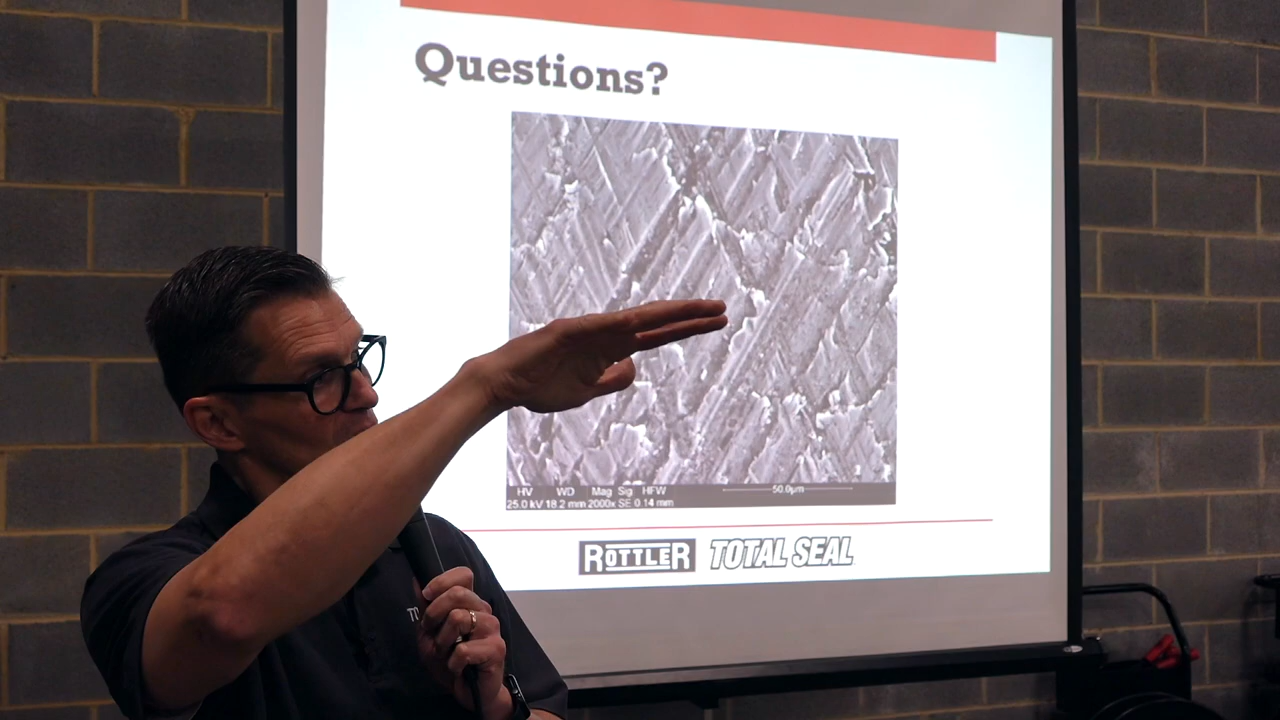 Questions?
HV WD Mag Sig HFW 50.0µm
25.0 kV 18.2 mm 2000x SE 0.14 mm
ROTTLER TOTAL SEAL